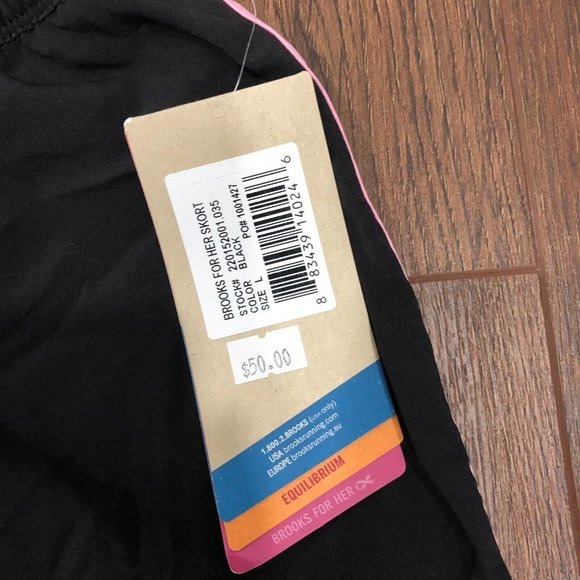 BROOKS FOR HER SKORT
STOCK# 220152001.035
COLOR BLACK PO# 1001427
SIZE L
8 83439 14024 6
$50.00
1.800.2.BROOKS (USA only)
USA brooksrunning.com
EUROPE brooksrunning.eu
EQUILIBRIUM
BROOKS FOR HER